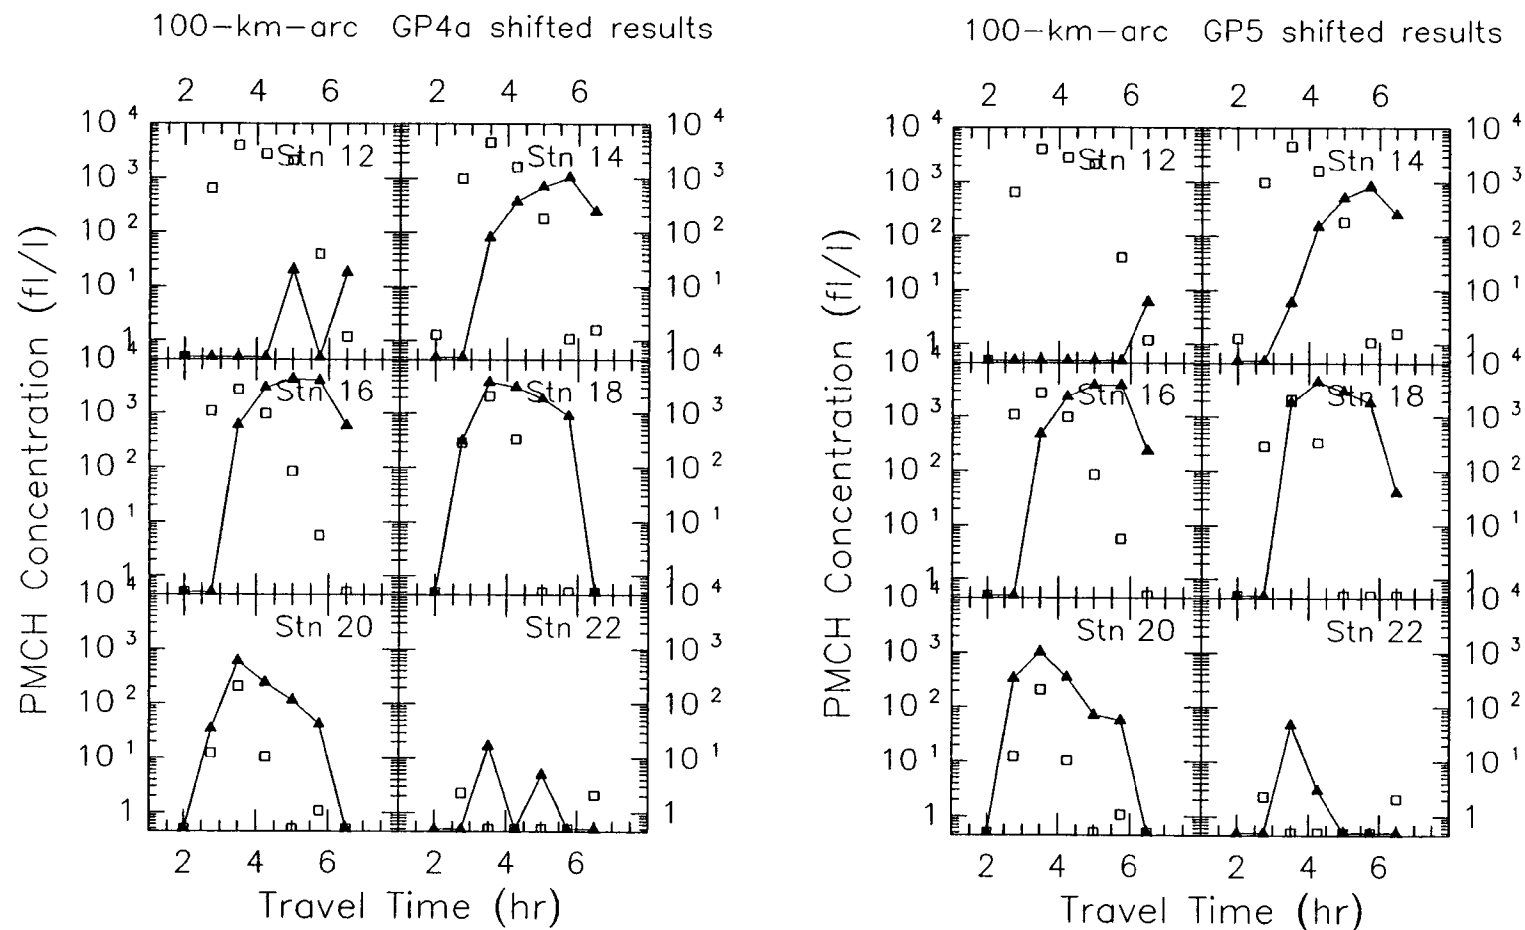 100-km-arc GP4a shifted results
2 4 6 2 4 6
10 4 10 4
Stn 12 Stn 14
10 3 10 3
10 2 10 2
10 1 10 1
1 1
10 4 10 4
Stn 16 Stn 18
10 3 10 3
10 2 10 2
10 1 10 1
1 1
10 4 10 4
Stn 20 Stn 22
10 3 10 3
10 2 10 2
10 1 10 1
1 1
2 4 6 2 4 6
Travel Time (hr)
PMCH Concentration (fl/l)
100-km-arc GP5 shifted results
2 4 6 2 4 6
10 4 10 4
Stn 12 Stn 14
10 3 10 3
10 2 10 2
10 1 10 1
1 1
10 4 10 4
Stn 16 Stn 18
10 3 10 3
10 2 10 2
10 1 10 1
1 1
10 4 10 4
Stn 20 Stn 22
10 3 10 3
10 2 10 2
10 1 10 1
1 1
2 4 6 2 4 6
Travel Time (hr)
PMCH Concentration (fl/l)